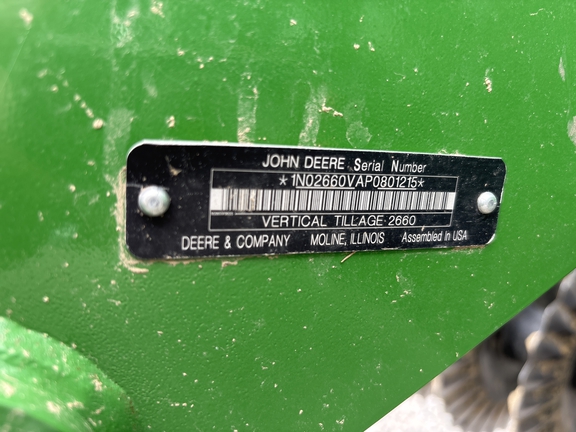 JOHN DEERE Serial Number
*1N02660VAP0801215*
VERTICAL TILLAGE 2660
DEERE & COMPANY MOLINE, ILLINOIS Assembled in USA